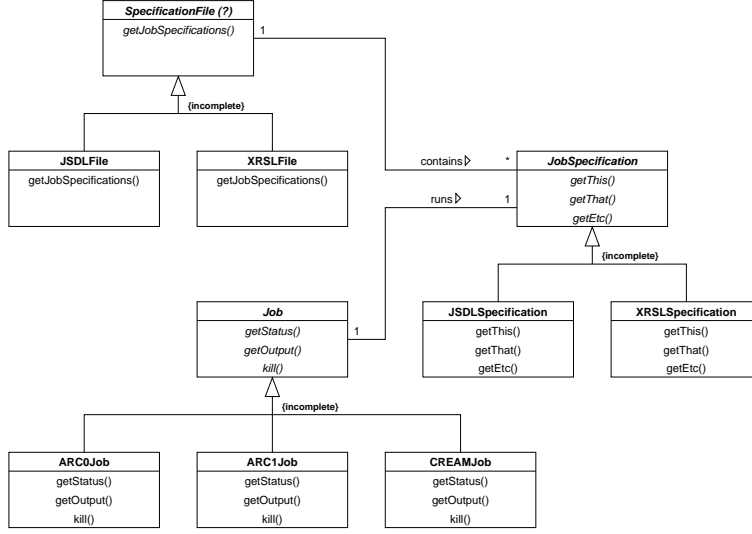 SpecificationFile (?)
getJobSpecifications()
1
{incomplete}
JSDLFile
getJobSpecifications()
XRSLFile
getJobSpecifications()
contains
*
JobSpecification
getThis()
getThat()
getEtc()
runs
1
{incomplete}
JSDLSpecification
getThis()
getThat()
getEtc()
XRSLSpecification
getThis()
getThat()
getEtc()
Job
getStatus()
getOutput()
kill()
1
{incomplete}
ARC0Job
getStatus()
getOutput()
kill()
ARC1Job
getStatus()
getOutput()
kill()
CREAMJob
getStatus()
getOutput()
kill()